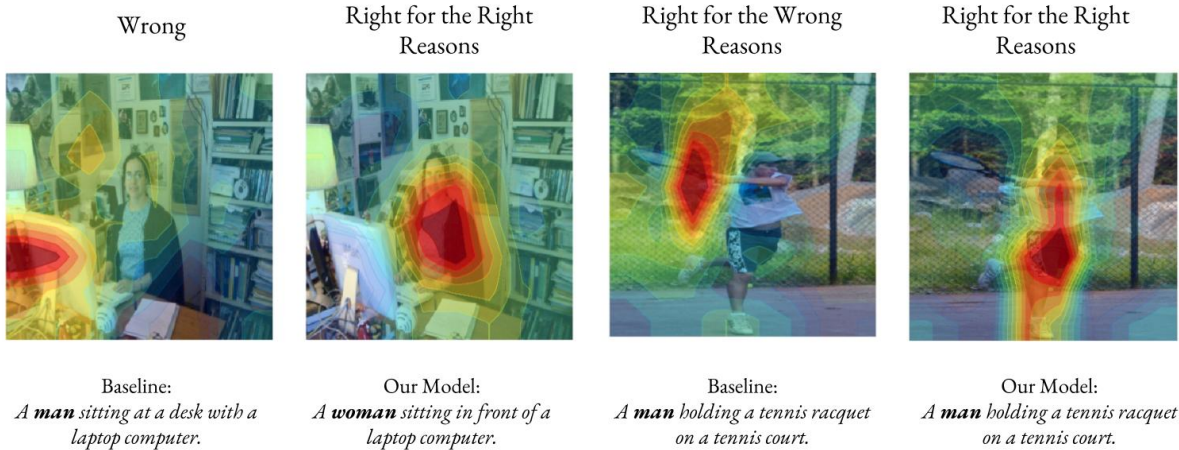 Wrong
Right for the Right
Reasons
Right for the Wrong
Reasons
Right for the Right
Reasons
Baseline:
A man sitting at a desk with a
laptop computer.
Our Model:
A woman sitting in front of a
laptop computer.
Baseline:
A man holding a tennis racquet
on a tennis court.
Our Model:
A man holding a tennis racquet
on a tennis court.